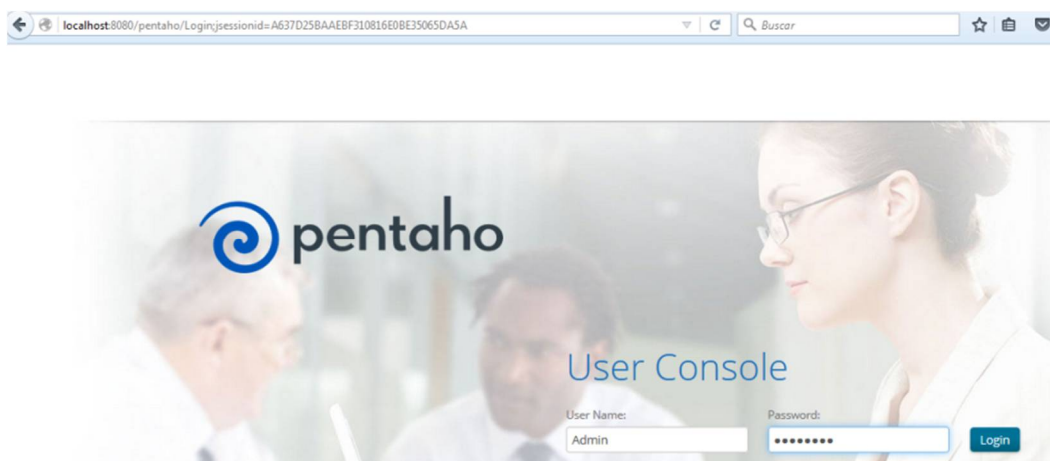 localhost:8080/pentaho/Login;jsessionid=A637D25BAAEBF310816E0BE35065DA5A
Buscar
pentaho
User Console
User Name:
Password:
Admin
••••••••
Login